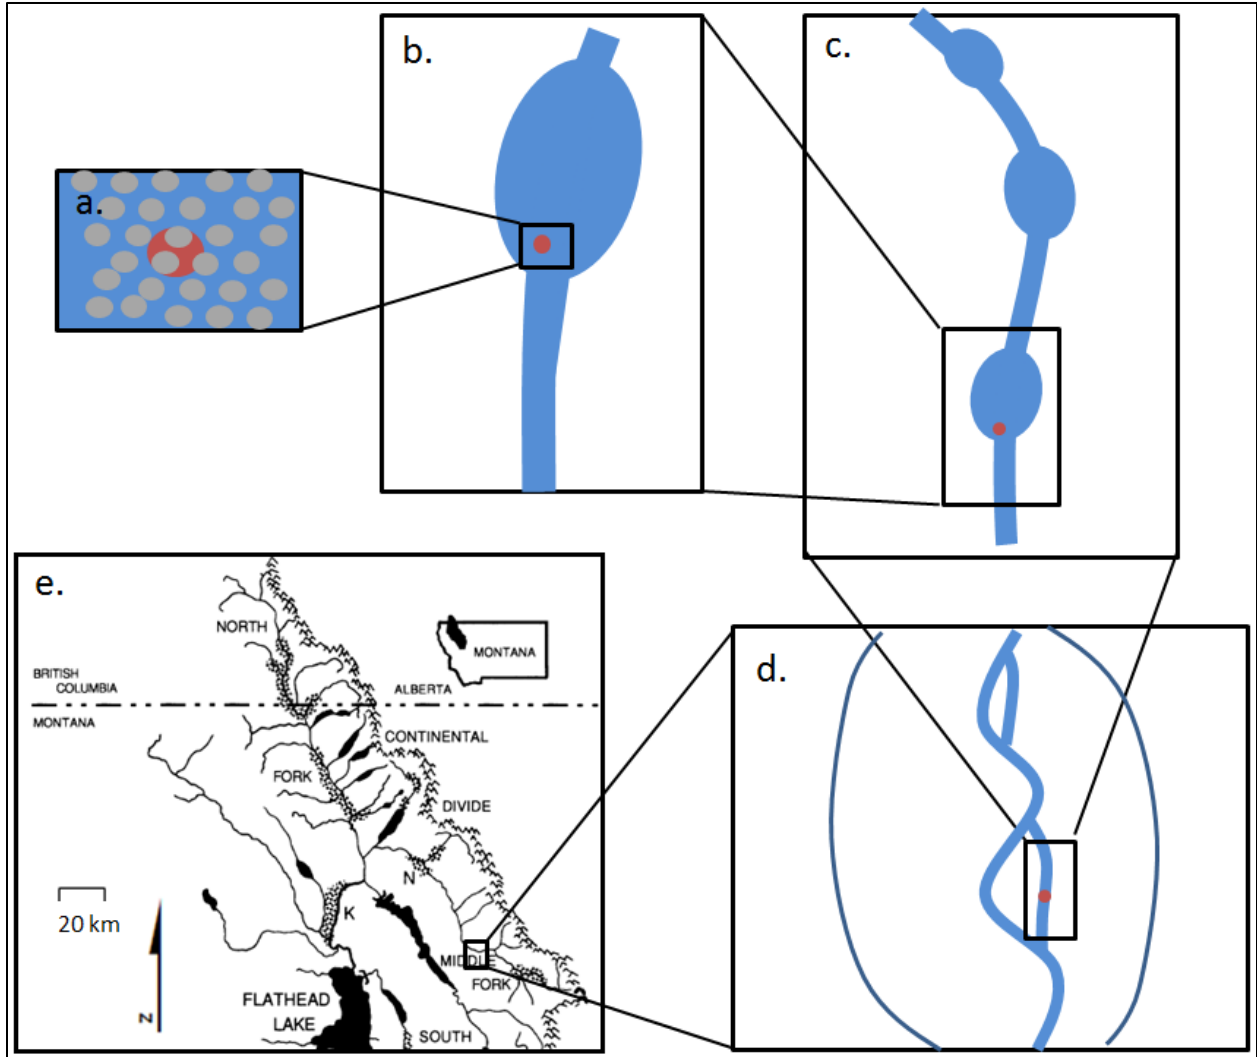 a.
b.
c.
d.
e.
NORTH
MONTANA
BRITISH
COLUMBIA
ALBERTA
MONTANA
CONTINENTAL
FORK
DIVIDE
N
K
20 km
MIDDLE
FORK
S
FLATHEAD
LAKE
SOUTH
N